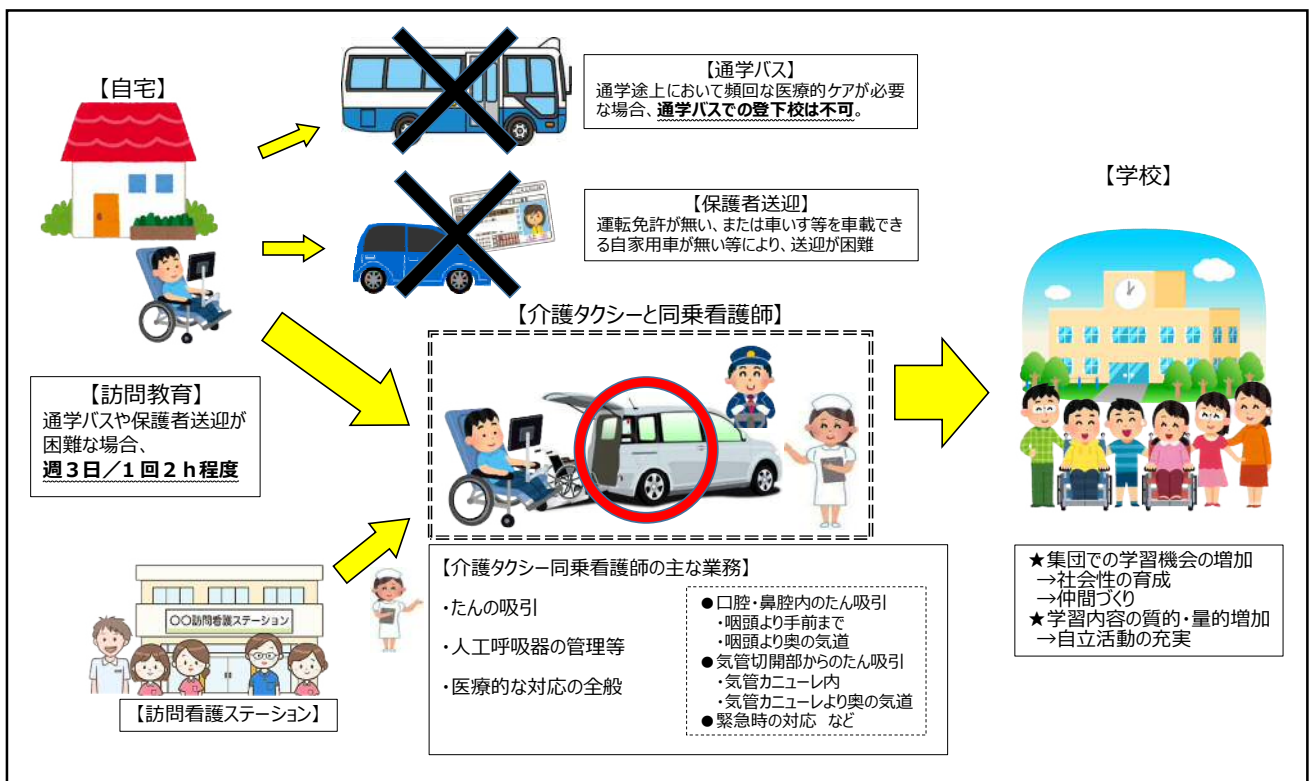 【自宅】
【通学バス】
通学途上において頻回な医療的ケアが必要
な場合、通学バスでの登下校は不可。
【保護者送迎】
運転免許が無い、または車いす等を車載でき
る自家用車が無い等により、送迎が困難
【学校】
【介護タクシーと同乗看護師】
【訪問教育】
通学バスや保護者送迎が
困難な場合、
週３日／１回２ｈ程度
〇〇訪問看護ステーション
【訪問看護ステーション】
【介護タクシー同乗看護師の主な業務】
・たんの吸引
・人工呼吸器の管理等
・医療的な対応の全般
●口腔・鼻腔内のたん吸引
・咽頭より手前まで
・咽頭より奥の気道
●気管切開部からのたん吸引
・気管カニューレ内
・気管カニューレより奥の気道
●緊急時の対応 など
★集団での学習機会の増加
→社会性の育成
→仲間づくり
★学習内容の質的・量的増加
→自立活動の充実